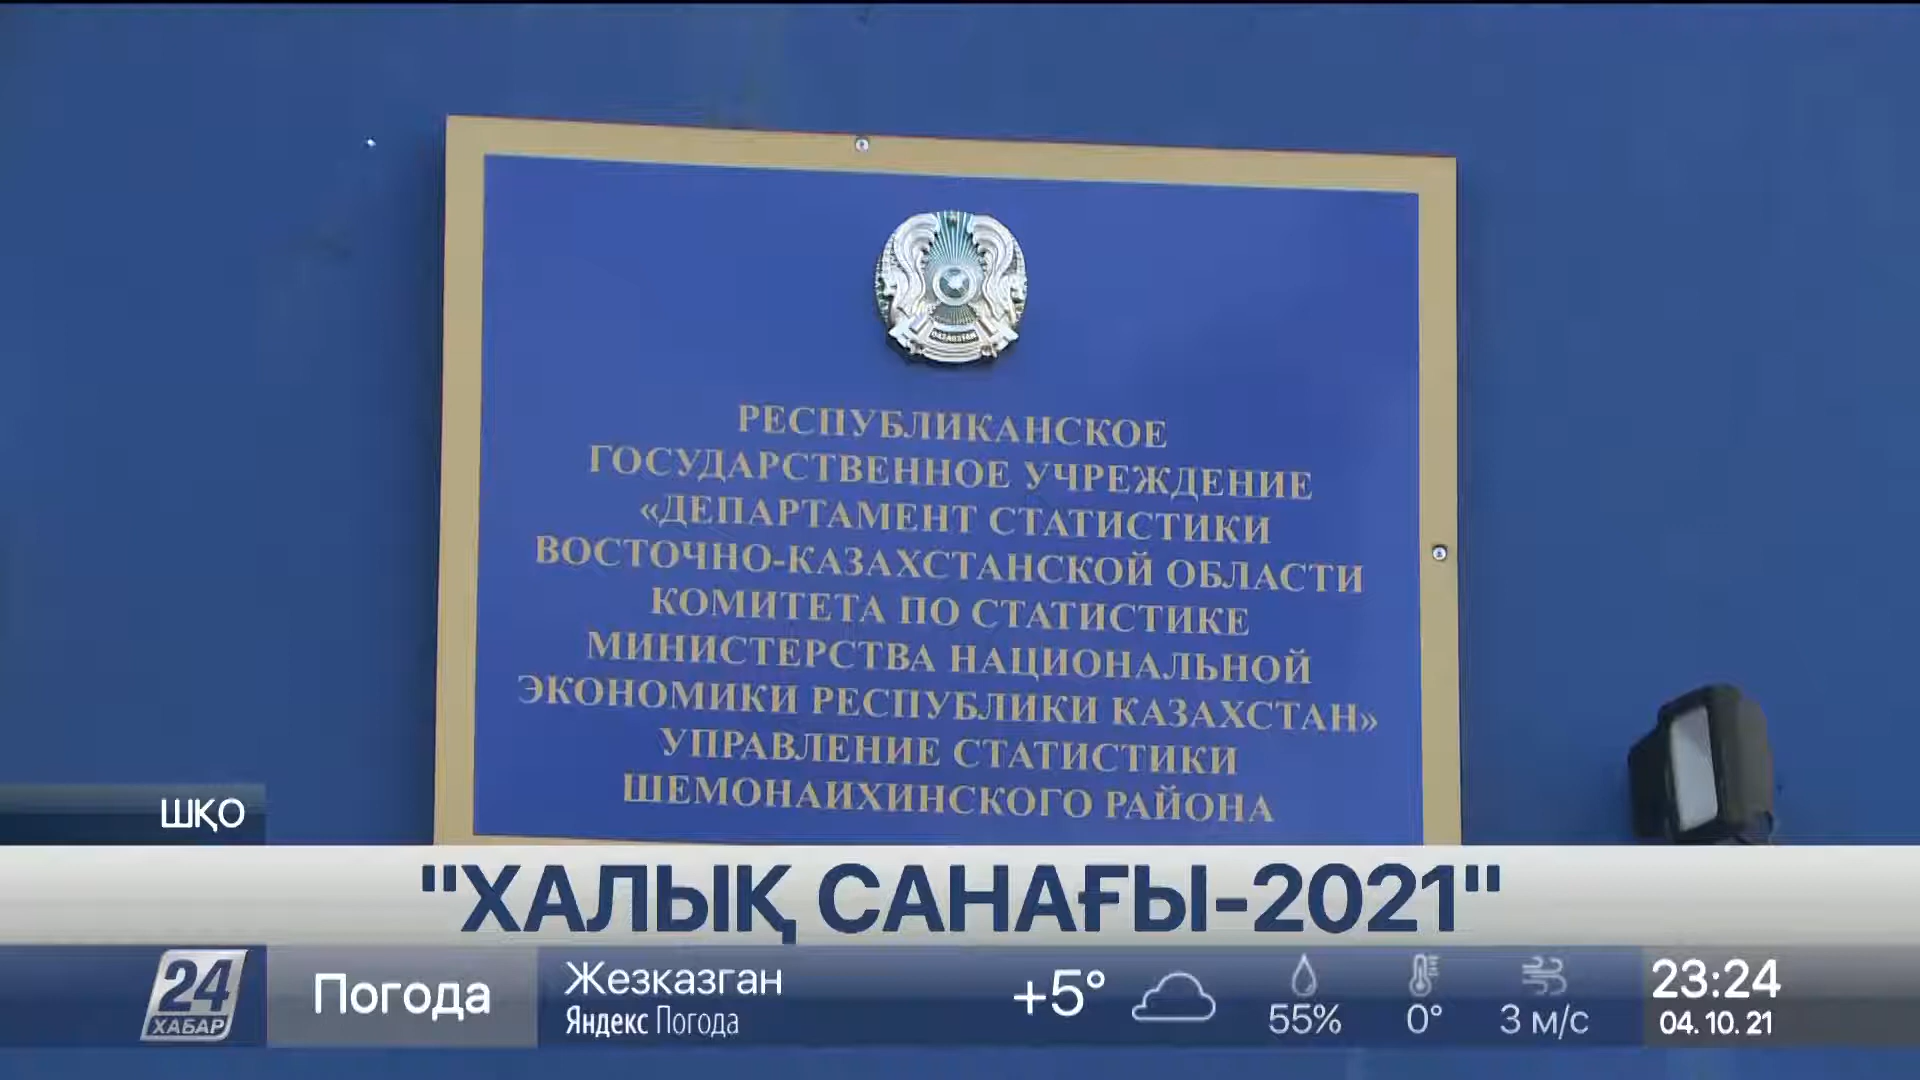 ҚАЗАҚСТАН
РЕСПУБЛИКАНСКОЕ
ГОСУДАРСТВЕННОЕ УЧРЕЖДЕНИЕ
«ДЕПАРТАМЕНТ СТАТИСТИКИ
ВОСТОЧНО-КАЗАХСТАНСКОЙ ОБЛАСТИ
КОМИТЕТА ПО СТАТИСТИКЕ
МИНИСТЕРСТВА НАЦИОНАЛЬНОЙ
ЭКОНОМИКИ РЕСПУБЛИКИ КАЗАХСТАН»
УПРАВЛЕНИЕ СТАТИСТИКИ
ШЕМОНАИХИНСКОГО РАЙОНА
ШҚО
"ХАЛЫҚ САНАҒЫ-2021"
24
ХАБАР
Погода
Жезказган
Яндекс Погода
+5°
55%
0°
3 м/с
23:24
04. 10. 21